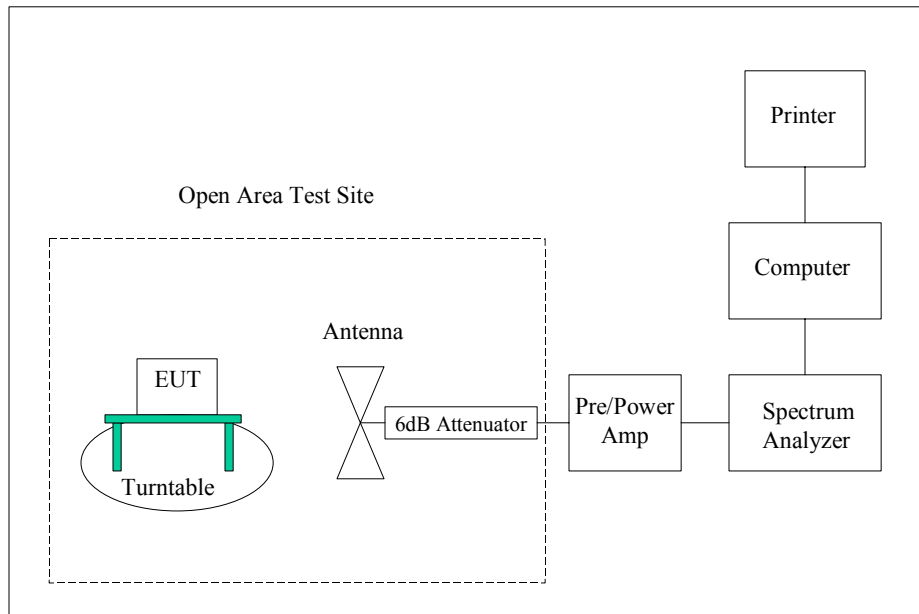 Printer
Open Area Test Site
Computer
Antenna
EUT
6dB Attenuator
Pre/Power
Amp
Spectrum
Analyzer
Turntable